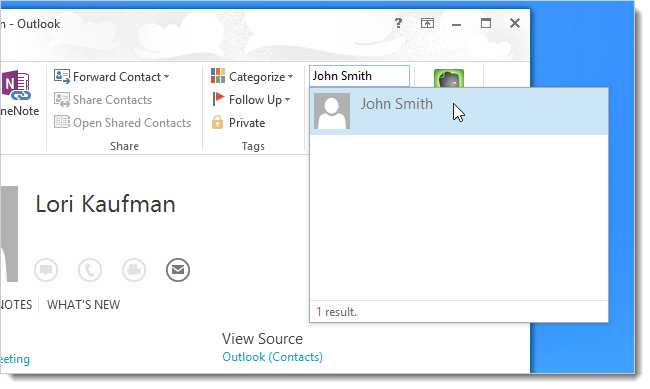 m - Outlook
?
neNote
Forward Contact
Share Contacts
Open Shared Contacts
Share
Categorize
Follow Up
Private
Tags
John Smith
John Smith
1 result.
Lori Kaufman
NOTES
WHAT'S NEW
View Source
Outlook (Contacts)
eeting